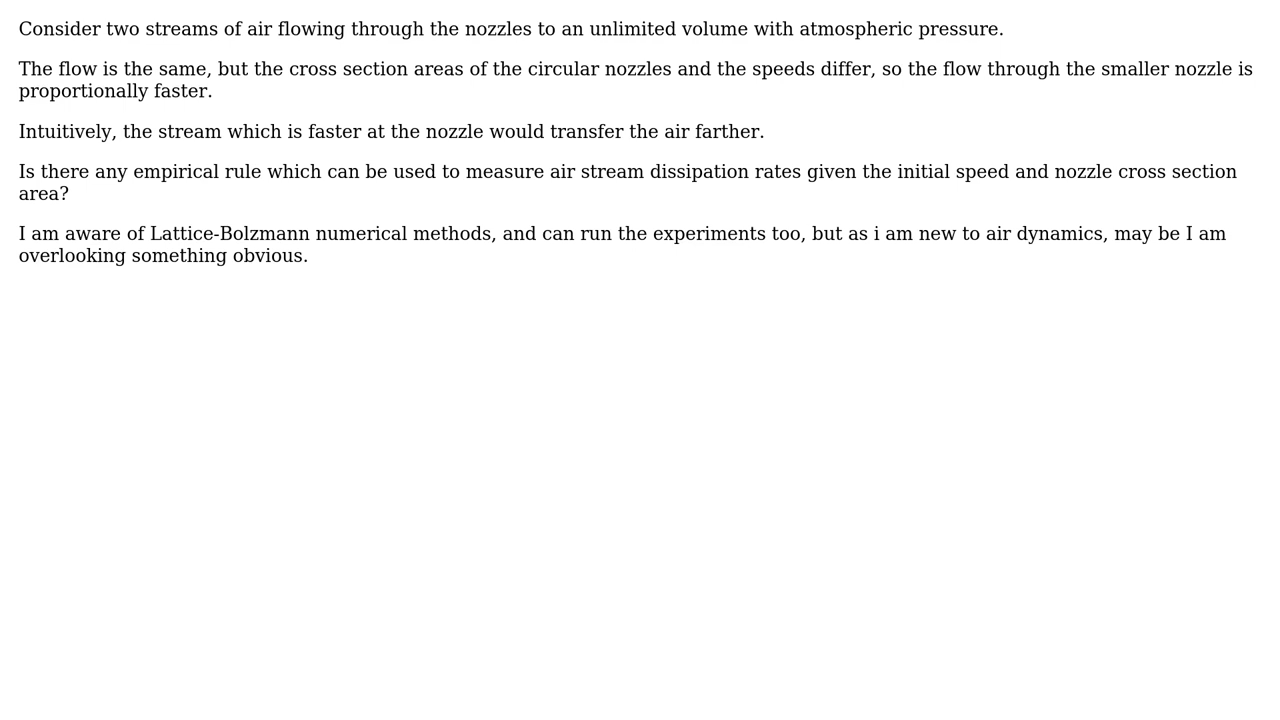 Consider two streams of air flowing through the nozzles to an unlimited volume with atmospheric pressure.
The flow is the same, but the cross section areas of the circular nozzles and the speeds differ, so the flow through the smaller nozzle is
proportionally faster.
Intuitively, the stream which is faster at the nozzle would transfer the air farther.
Is there any empirical rule which can be used to measure air stream dissipation rates given the initial speed and nozzle cross section
area?
I am aware of Lattice-Bolzmann numerical methods, and can run the experiments too, but as i am new to air dynamics, may be I am
overlooking something obvious.